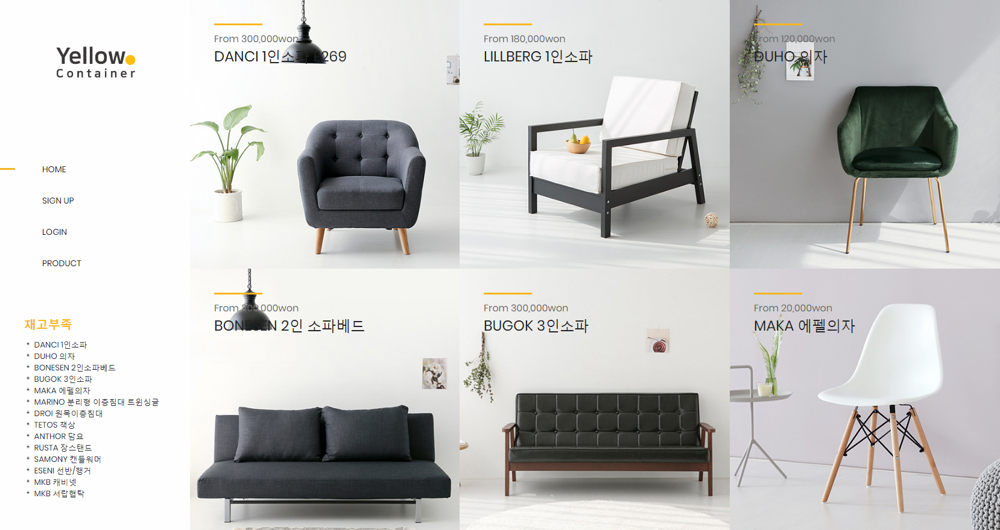 Yellow
Container
HOME
SIGN UP
LOGIN
PRODUCT
재고부족
* DANCI 1인소파
* DUHO 의자
* BONESEN 2인소파베드
* BUGOK 3인소파
* MAKA 에펠의자
* MARINO 분리형 이층침대 트윈싱글
* DROI 원목이층침대
* TETOS 책상
* ANTHOR 담요
* RUSTA 장스탠드
* SAMONY 캔들워머
* ESENI 선반/행거
* MKB 캐비넷
* MKB 서랍협탁
From 300,000won
DANCI 1인소파 269
From 180,000won
LILLBERG 1인소파
From 120,000won
DUHO 의자
From 000won
BONESEN 2인 소파베드
From 300,000won
BUGOK 3인소파
From 20,000won
MAKA 에펠의자